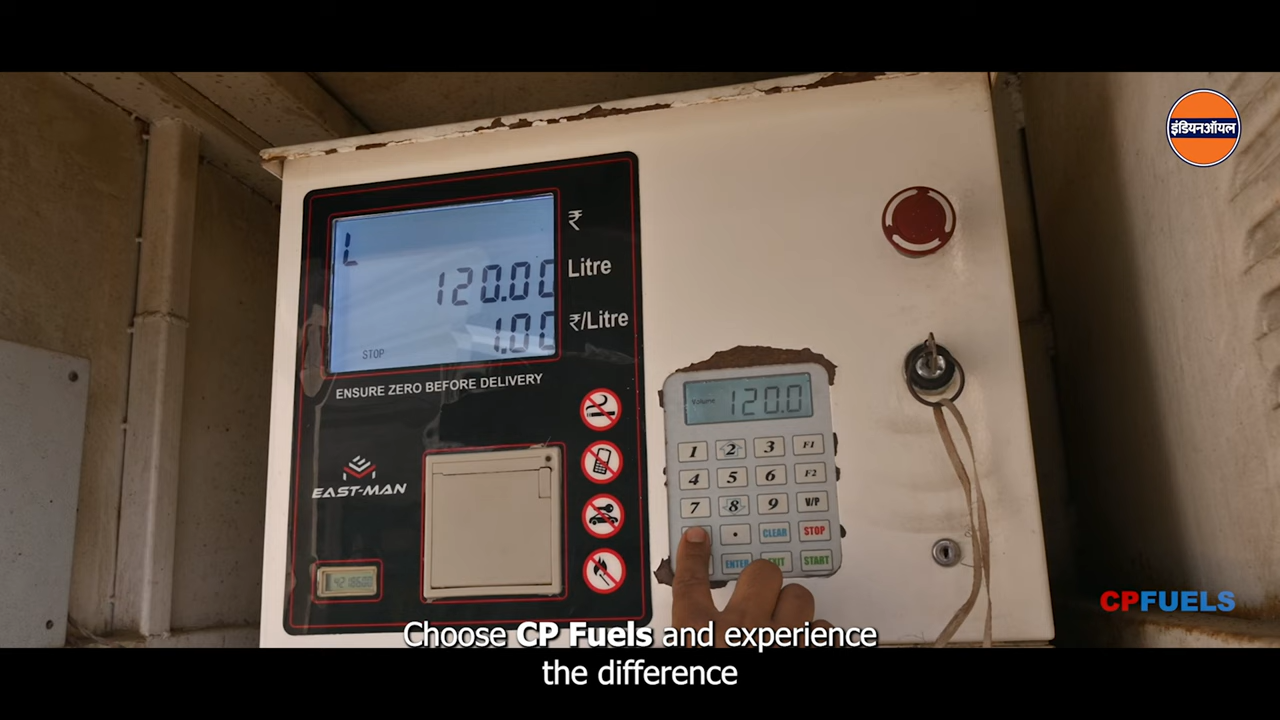 इंडियनऑयल
L
₹
120.00
Litre
1.00
₹/Litre
STOP
ENSURE ZERO BEFORE DELIVERY
EAST-MAN
Volume
120.0
1 2 3 F1
4 5 6 F2
7 8 9 V/P
. CLEAR STOP
ENTER START
CPFUELS
Choose CP Fuels and experience
the difference